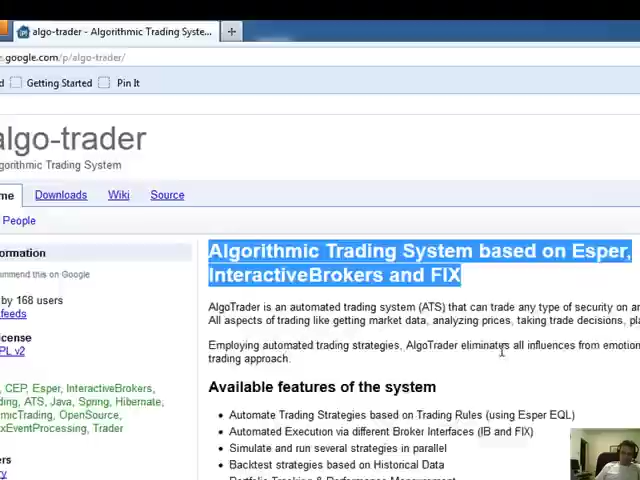 algo-trader - Algorithmic Trading Syste...
google.com/p/algo-trader/
Getting Started
Pin It
algo-trader
Algorithmic Trading System
Downloads
Wiki
Source
People
Algorithmic Trading System based on Esper,
InteractiveBrokers and FIX
ormation
mmend this on Google
by 168 users
feeds
icense
PL v2
AlgoTrader is an automated trading system (ATS) that can trade any type of security on
All aspects of trading like getting market data, analyzing prices, taking trade decisions,
Employing automated trading strategies, AlgoTrader eliminates all influences from emotion
trading approach.
CEP, Esper, InteractiveBrokers,
ding, ATS, Java, Spring, Hibernate,
micTrading, OpenSource,
xEventProcessing, Trader
Available features of the system
Automate Trading Strategies based on Trading Rules (using Esper EQL)
Automated Execution via different Broker Interfaces (IB and FIX)
Simulate and run several strategies in parallel
Backtest strategies based on Historical Data